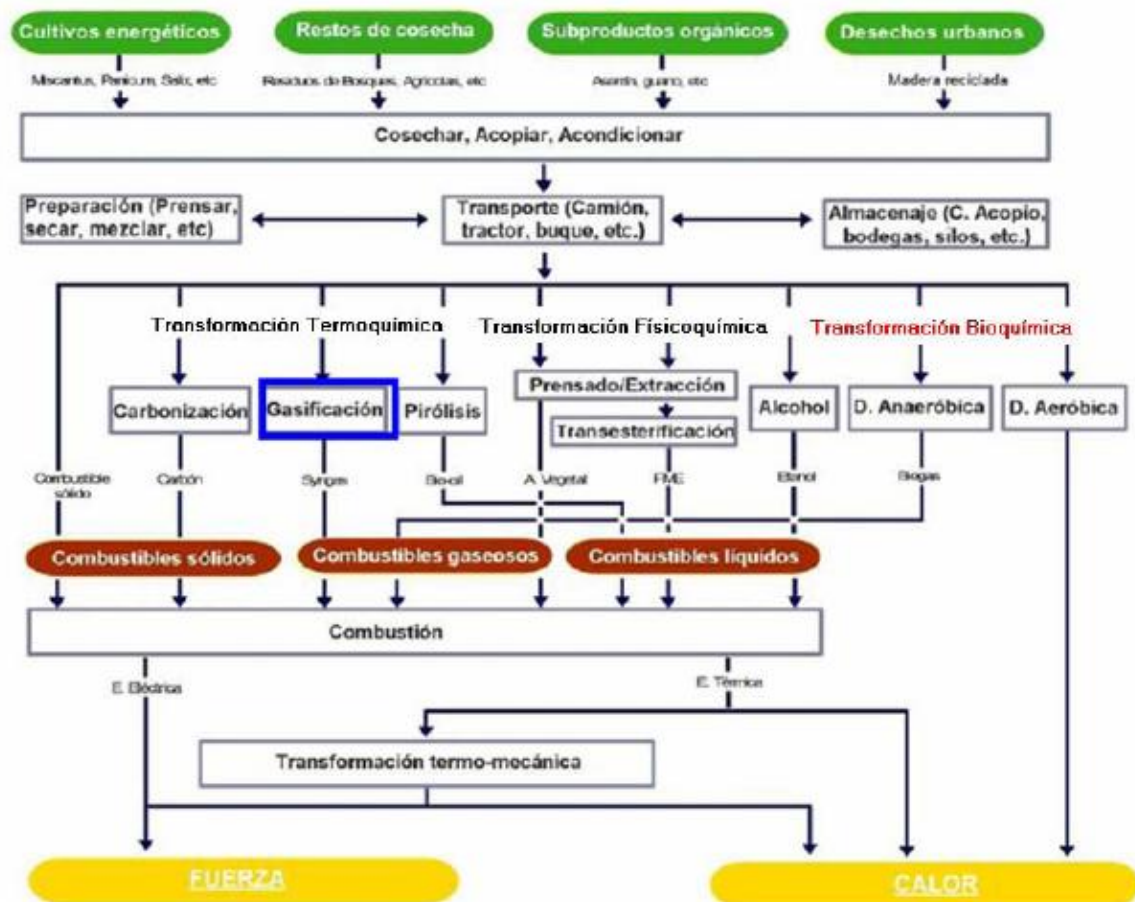 Cultivos energéticos
Restos de cosecha
Subproductos orgánicos
Desechos urbanos
Miscantus, Panicum, Salix, etc
Residuos de Bosques, Agrícolas, etc
Aserrín, guano, etc
Madera reciclada
Cosechar, Acopiar, Acondicionar
Preparación (Prensar,
secar, mezclar, etc)
Transporte (Camión,
tractor, buque, etc.)
Almacenaje (C. Acopio,
bodegas, silos, etc.)
Transformación Termoquímica
Transformación Físicoquímica
Transformación Bioquímica
Carbonización
Gasificación
Pirólisis
Prensado/Extracción
Transesterificación
Alcohol
D. Anaeróbica
D. Aeróbica
Combustible
sólido
Carbón
Syngas
Bio-oil
A. Vegetal
FME
Etanol
Biogas
Combustibles sólidos
Combustibles gaseosos
Combustibles líquidos
Combustión
E. Eléctrica
E. Térmica
Transformación termo-mecánica
FUERZA
CALOR